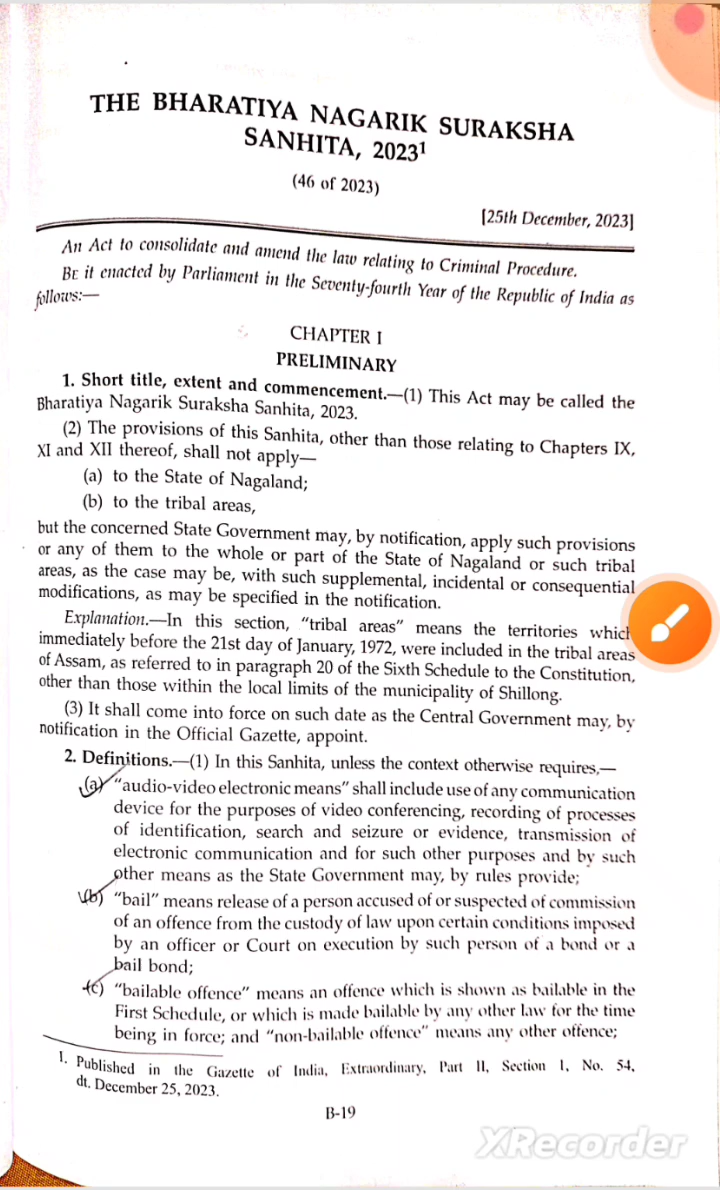 THE BHARATIYA NAGARIK SURAKSHA
SANHITA, 2023¹
(46 of 2023)
[25th December, 2023]
An Act to consolidate and amend the law relating to Criminal Procedure.
BE it enacted by Parliament in the Seventy-fourth Year of the Republic of India as
follows:—
CHAPTER I
PRELIMINARY
1. Short title, extent and commencement.—(1) This Act may be called the
Bharatiya Nagarik Suraksha Sanhita, 2023.
(2) The provisions of this Sanhita, other than those relating to Chapters IX,
XI and XII thereof, shall not apply—
(a) to the State of Nagaland;
(b) to the tribal areas,
but the concerned State Government may, by notification, apply such provisions
or any of them to the whole or part of the State of Nagaland or such tribal
areas, as the case may be, with such supplemental, incidental or consequential
modifications, as may be specified in the notification.
Explanation.—In this section, "tribal areas" means the territories which
immediately before the 21st day of January, 1972, were included in the tribal areas
of Assam, as referred to in paragraph 20 of the Sixth Schedule to the Constitution,
other than those within the local limits of the municipality of Shillong.
(3) It shall come into force on such date as the Central Government may, by
notification in the Official Gazette, appoint.
2. Definitions.—(1) In this Sanhita, unless the context otherwise requires,—
(a) "audio-video electronic means" shall include use of any communication
device for the purposes of video conferencing, recording of processes
of identification, search and seizure or evidence, transmission of
electronic communication and for such other purposes and by such
other means as the State Government may, by rules provide;
(b) "bail" means release of a person accused of or suspected of commission
of an offence from the custody of law upon certain conditions imposed
by an officer or Court on execution by such person of a bond or a
bail bond;
(c) "bailable offence" means an offence which is shown as bailable in the
First Schedule, or which is made bailable by any other law for the time
being in force; and "non-bailable offence" means any other offence;
1. Published in the Gazette of India, Extraordinary, Part II, Section 1, No. 54,
dt. December 25, 2023.
B-19
XRecorder